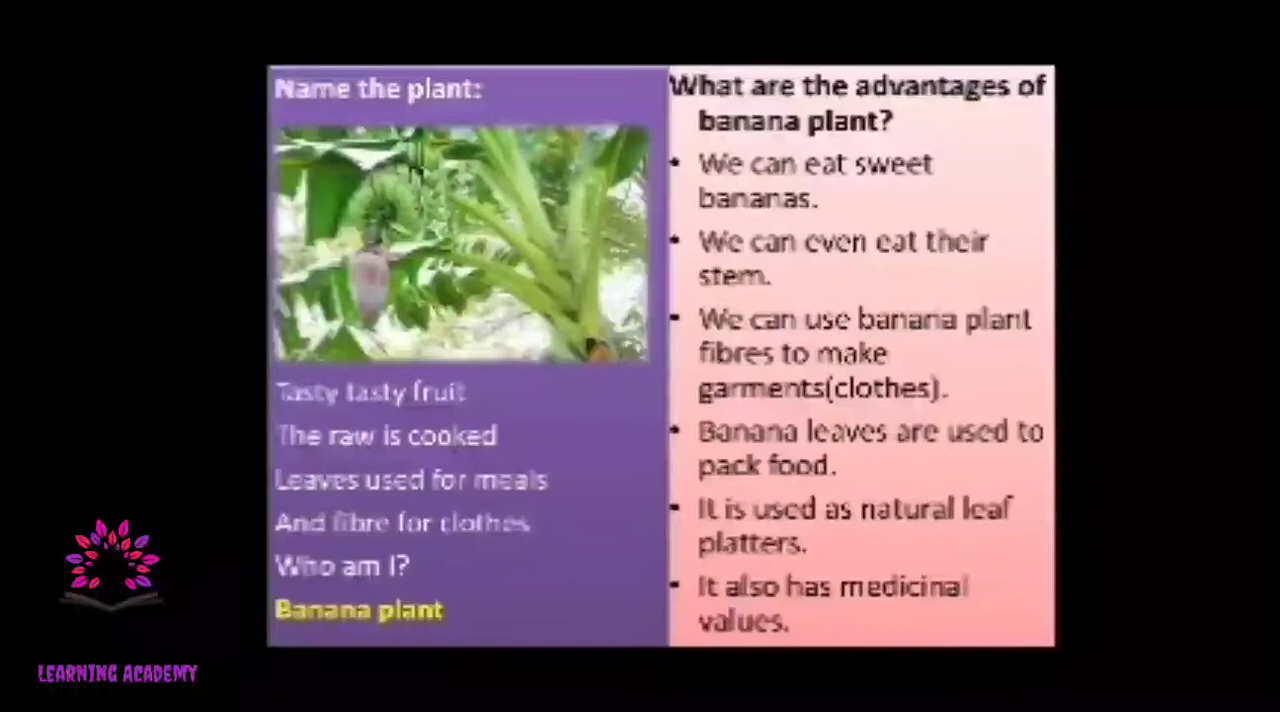 Name the plant:
Tasty tasty fruit
The raw is cooked
Leaves used for meals
And fibre for clothes
Who am I?
Banana plant
What are the advantages of
banana plant?
• We can eat sweet
bananas.
• We can even eat their
stem.
• We can use banana plant
fibres to make
garments(clothes).
• Banana leaves are used to
pack food.
• It is used as natural leaf
platters.
• It also has medicinal
values.
LEARNING ACADEMY